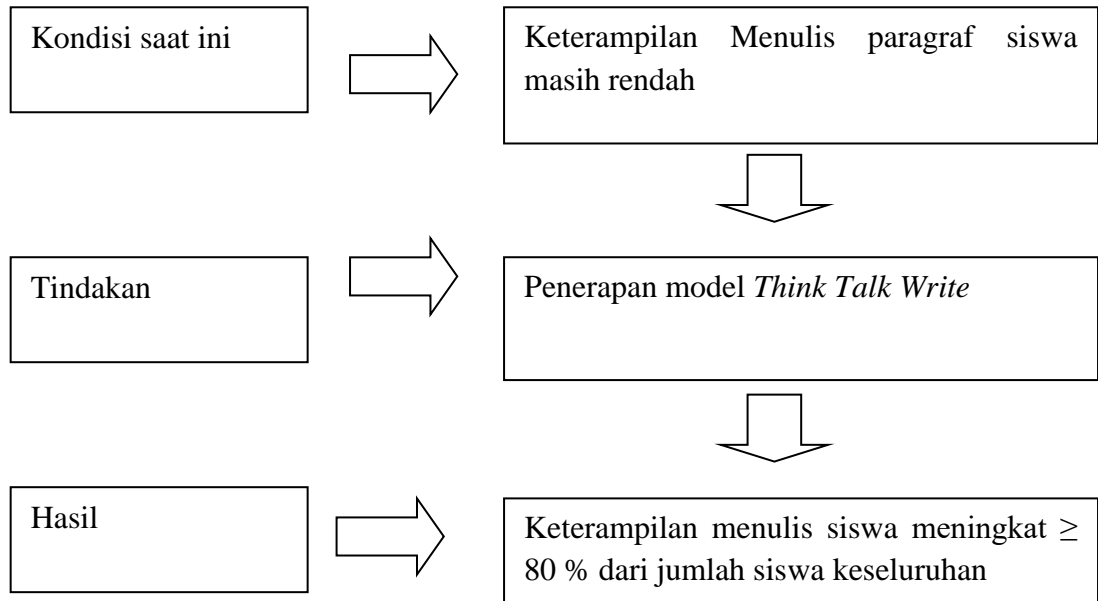 Kondisi saat ini
Keterampilan Menulis paragraf siswa
masih rendah
Tindakan
Penerapan model Think Talk Write
Hasil
Keterampilan menulis siswa meningkat ≥
80 % dari jumlah siswa keseluruhan